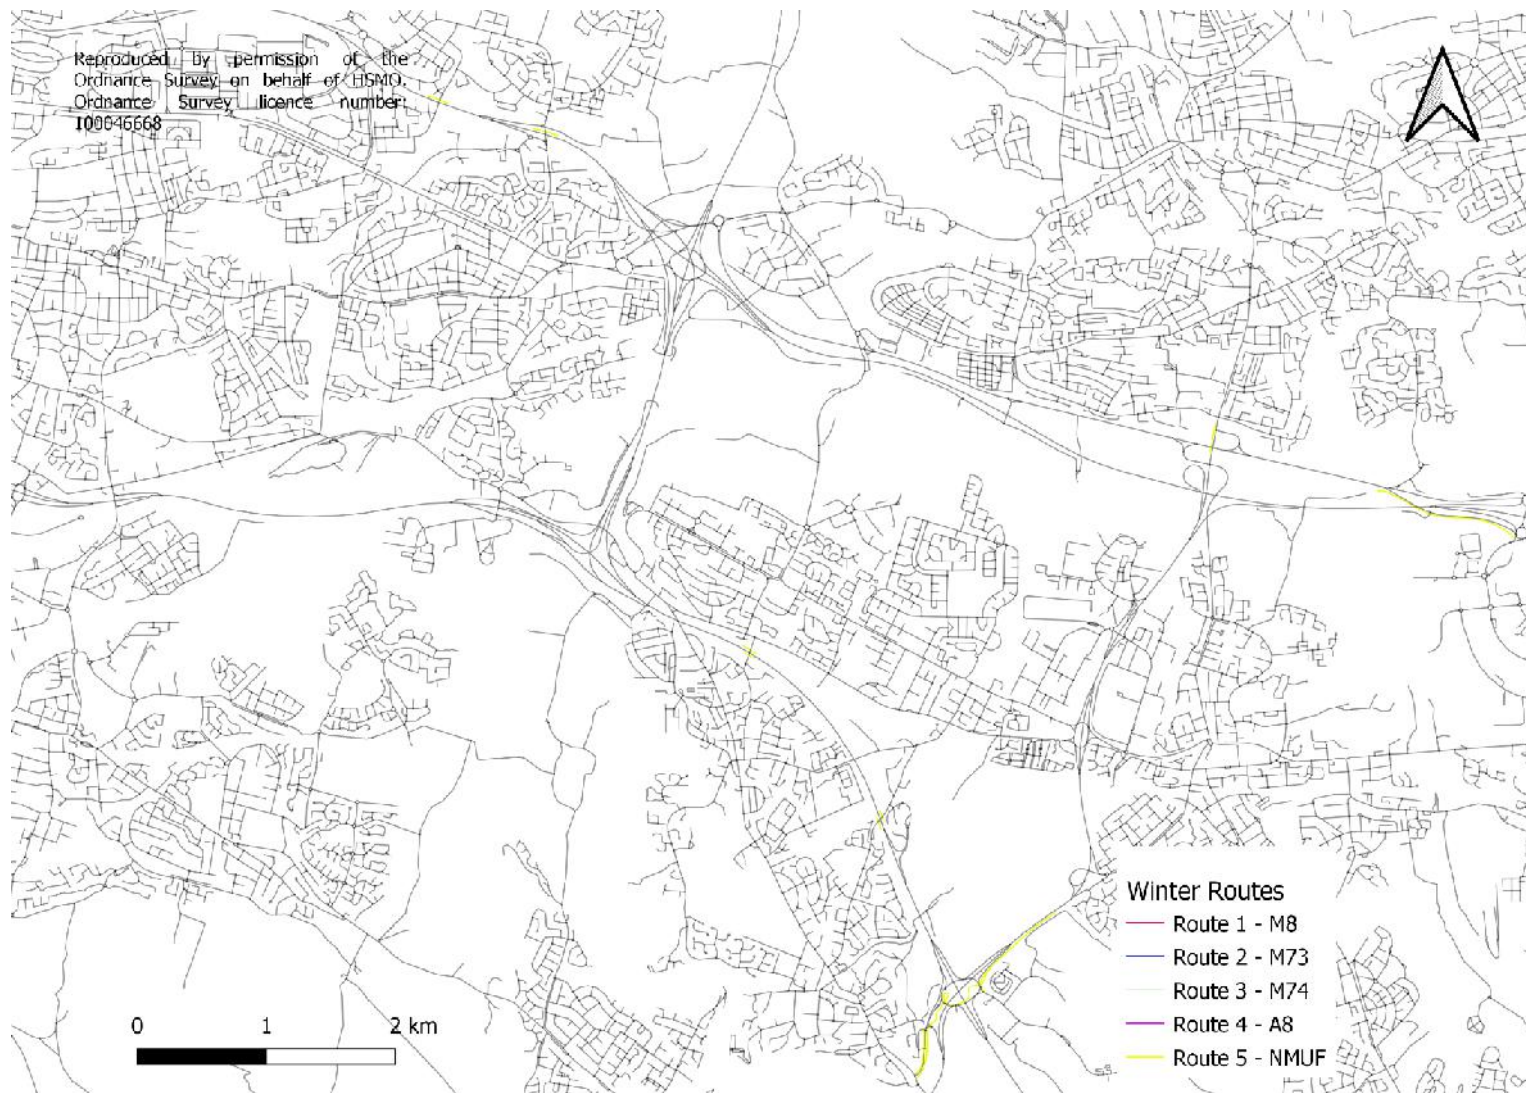 Reproduced By permission of the
Ordnance Survey on behalf of HSMO.
Ordnance Survey licence number:
100046668
Winter Routes
Route 1 - M8
Route 2 - M73
Route 3 - M74
Route 4 - A8
Route 5 - NMUF
0 1 2 km